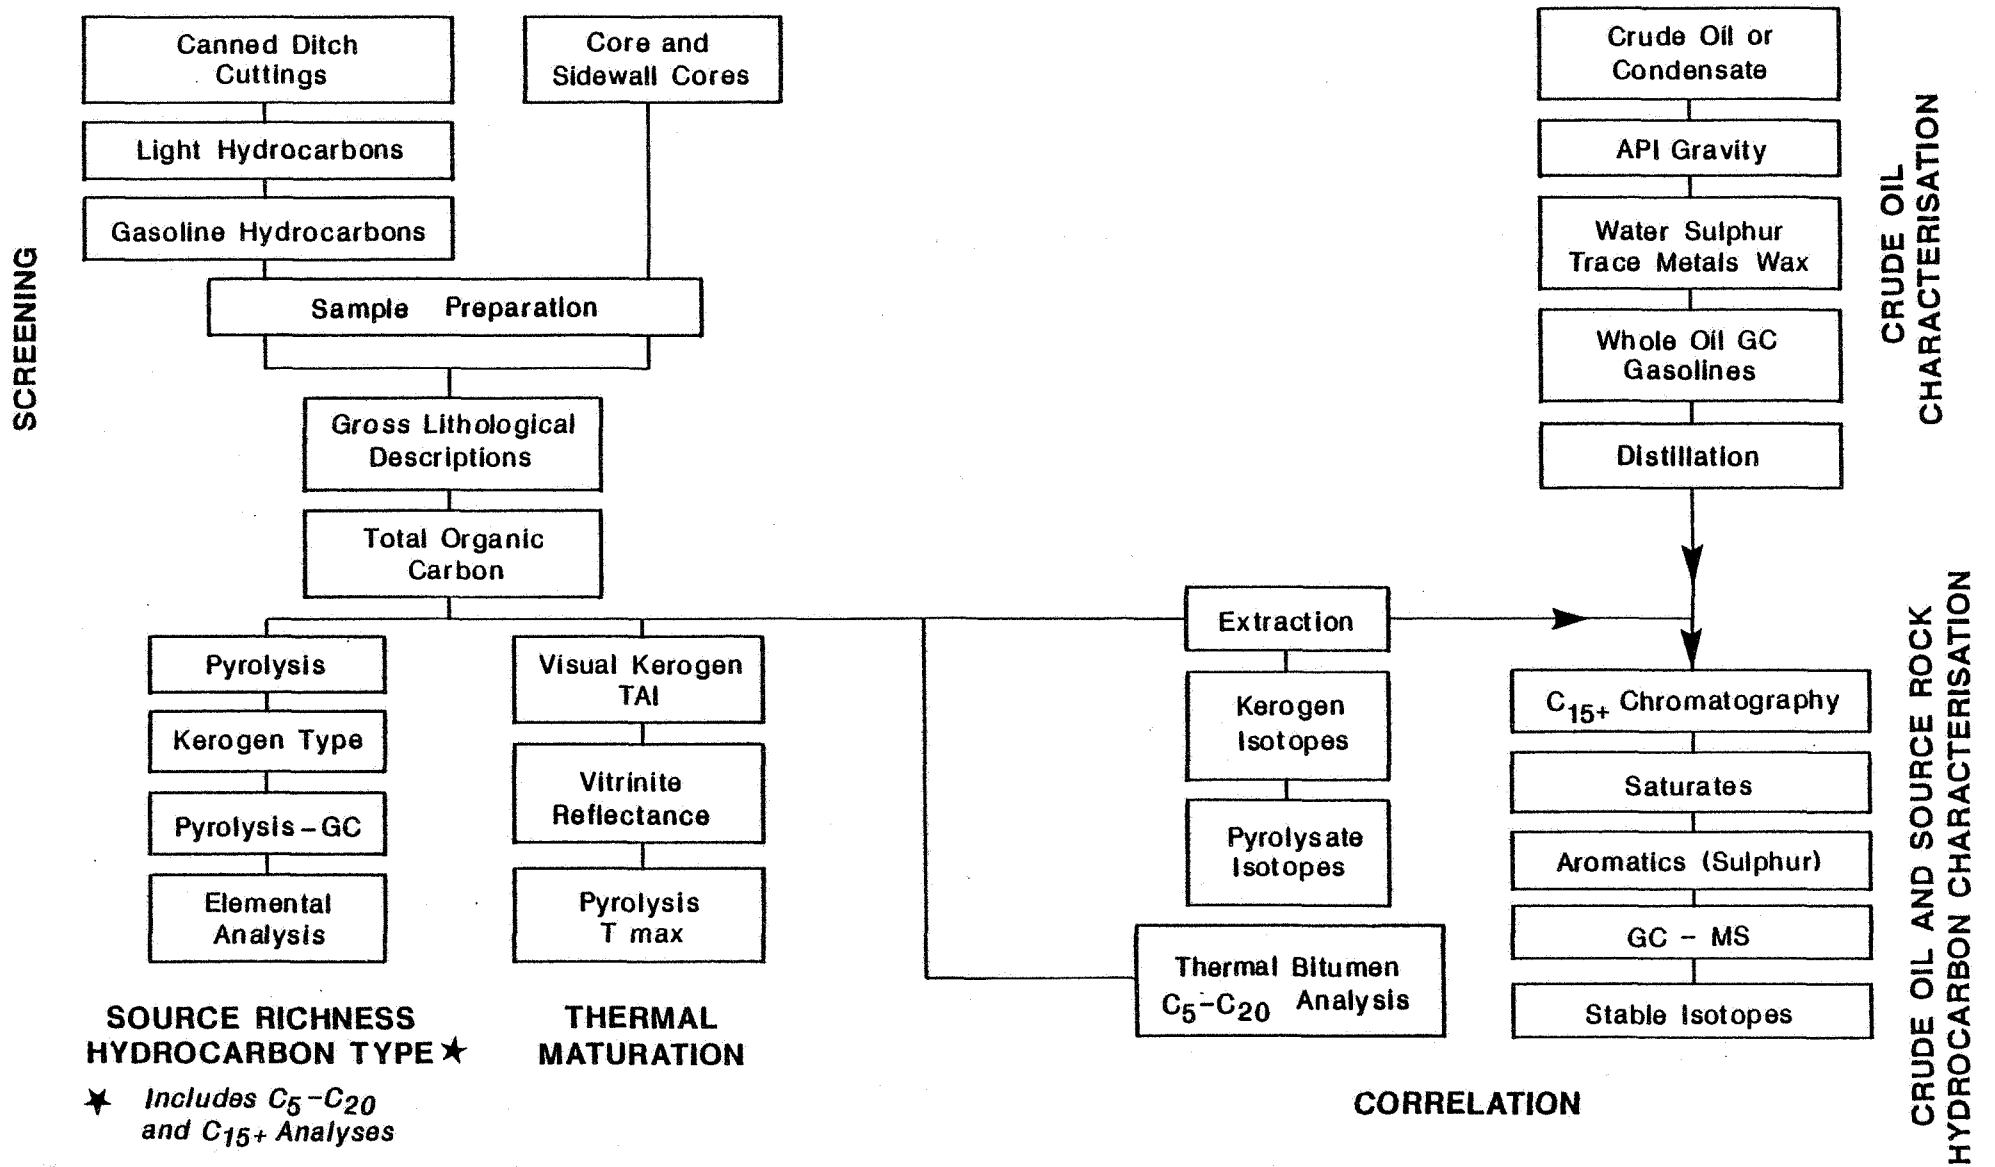 Canned Ditch
Cuttings
Core and
Sidewall Cores
Light Hydrocarbons
Gasoline Hydrocarbons
Sample Preparation
Gross Lithological
Descriptions
Total Organic
Carbon
SCREENING
Pyrolysis
Kerogen Type
Pyrolysis-GC
Elemental
Analysis
SOURCE RICHNESS
HYDROCARBON TYPE★
★ Includes C5-C20
and C15+ Analyses
Visual Kerogen
TAI
Vitrinite
Reflectance
Pyrolysis
T max
THERMAL
MATURATION
Extraction
Kerogen
Isotopes
Pyrolysate
Isotopes
Thermal Bitumen
C5-C20 Analysis
CORRELATION
Crude Oil or
Condensate
API Gravity
Water Sulphur
Trace Metals Wax
Whole Oil GC
Gasolines
Distillation
CRUDE OIL
CHARACTERISATION
C15+ Chromatography
Saturates
Aromatics (Sulphur)
GC - MS
Stable Isotopes
CRUDE OIL AND SOURCE ROCK
HYDROCARBON CHARACTERISATION